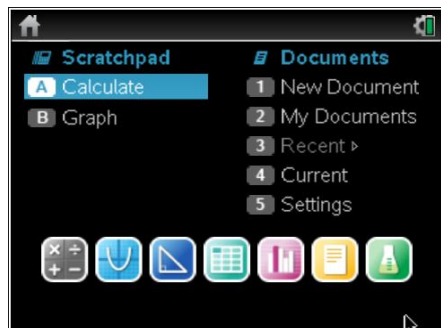 Scratchpad
A Calculate
B Graph
Documents
1 New Document
2 My Documents
3 Recent ▸
4 Current
5 Settings